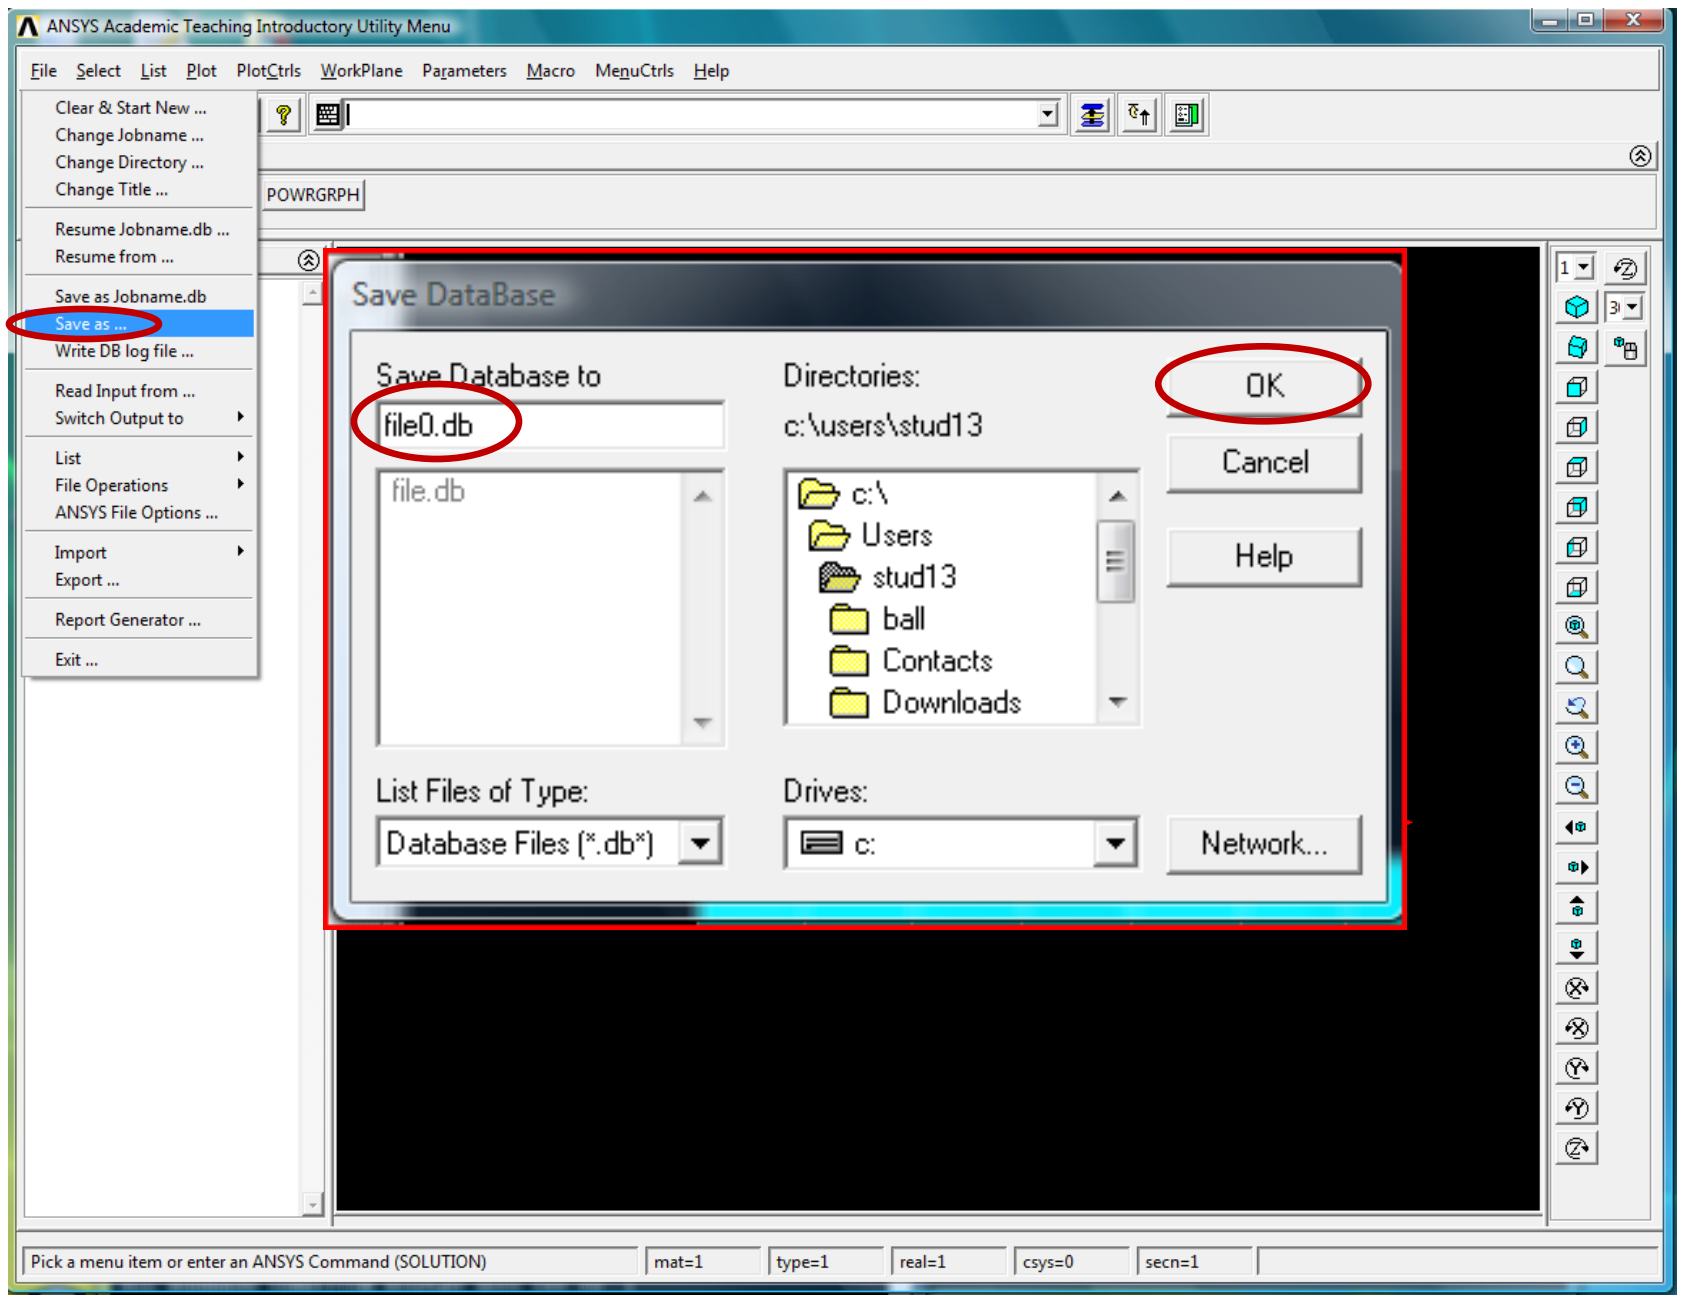 ANSYS Academic Teaching Introductory Utility Menu
File Select List Plot PlotCtrls WorkPlane Parameters Macro MenuCtrls Help
Clear & Start New ...
Change Jobname ...
Change Directory ...
Change Title ...
POWRGRPH
Resume Jobname.db ...
Resume from ...
Save as Jobname.db
Save as ...
Write DB log file ...
Read Input from ...
Switch Output to
List
File Operations
ANSYS File Options ...
Import
Export ...
Report Generator ...
Exit ...
Save DataBase
Save Database to
file0.db
file.db
List Files of Type:
Database Files (*.db*)
Directories:
c:\users\stud13
c:\
Users
stud13
ball
Contacts
Downloads
Drives:
c:
OK
Cancel
Help
Network...
1
Pick a menu item or enter an ANSYS Command (SOLUTION)
mat=1
type=1
real=1
csys=0
secn=1